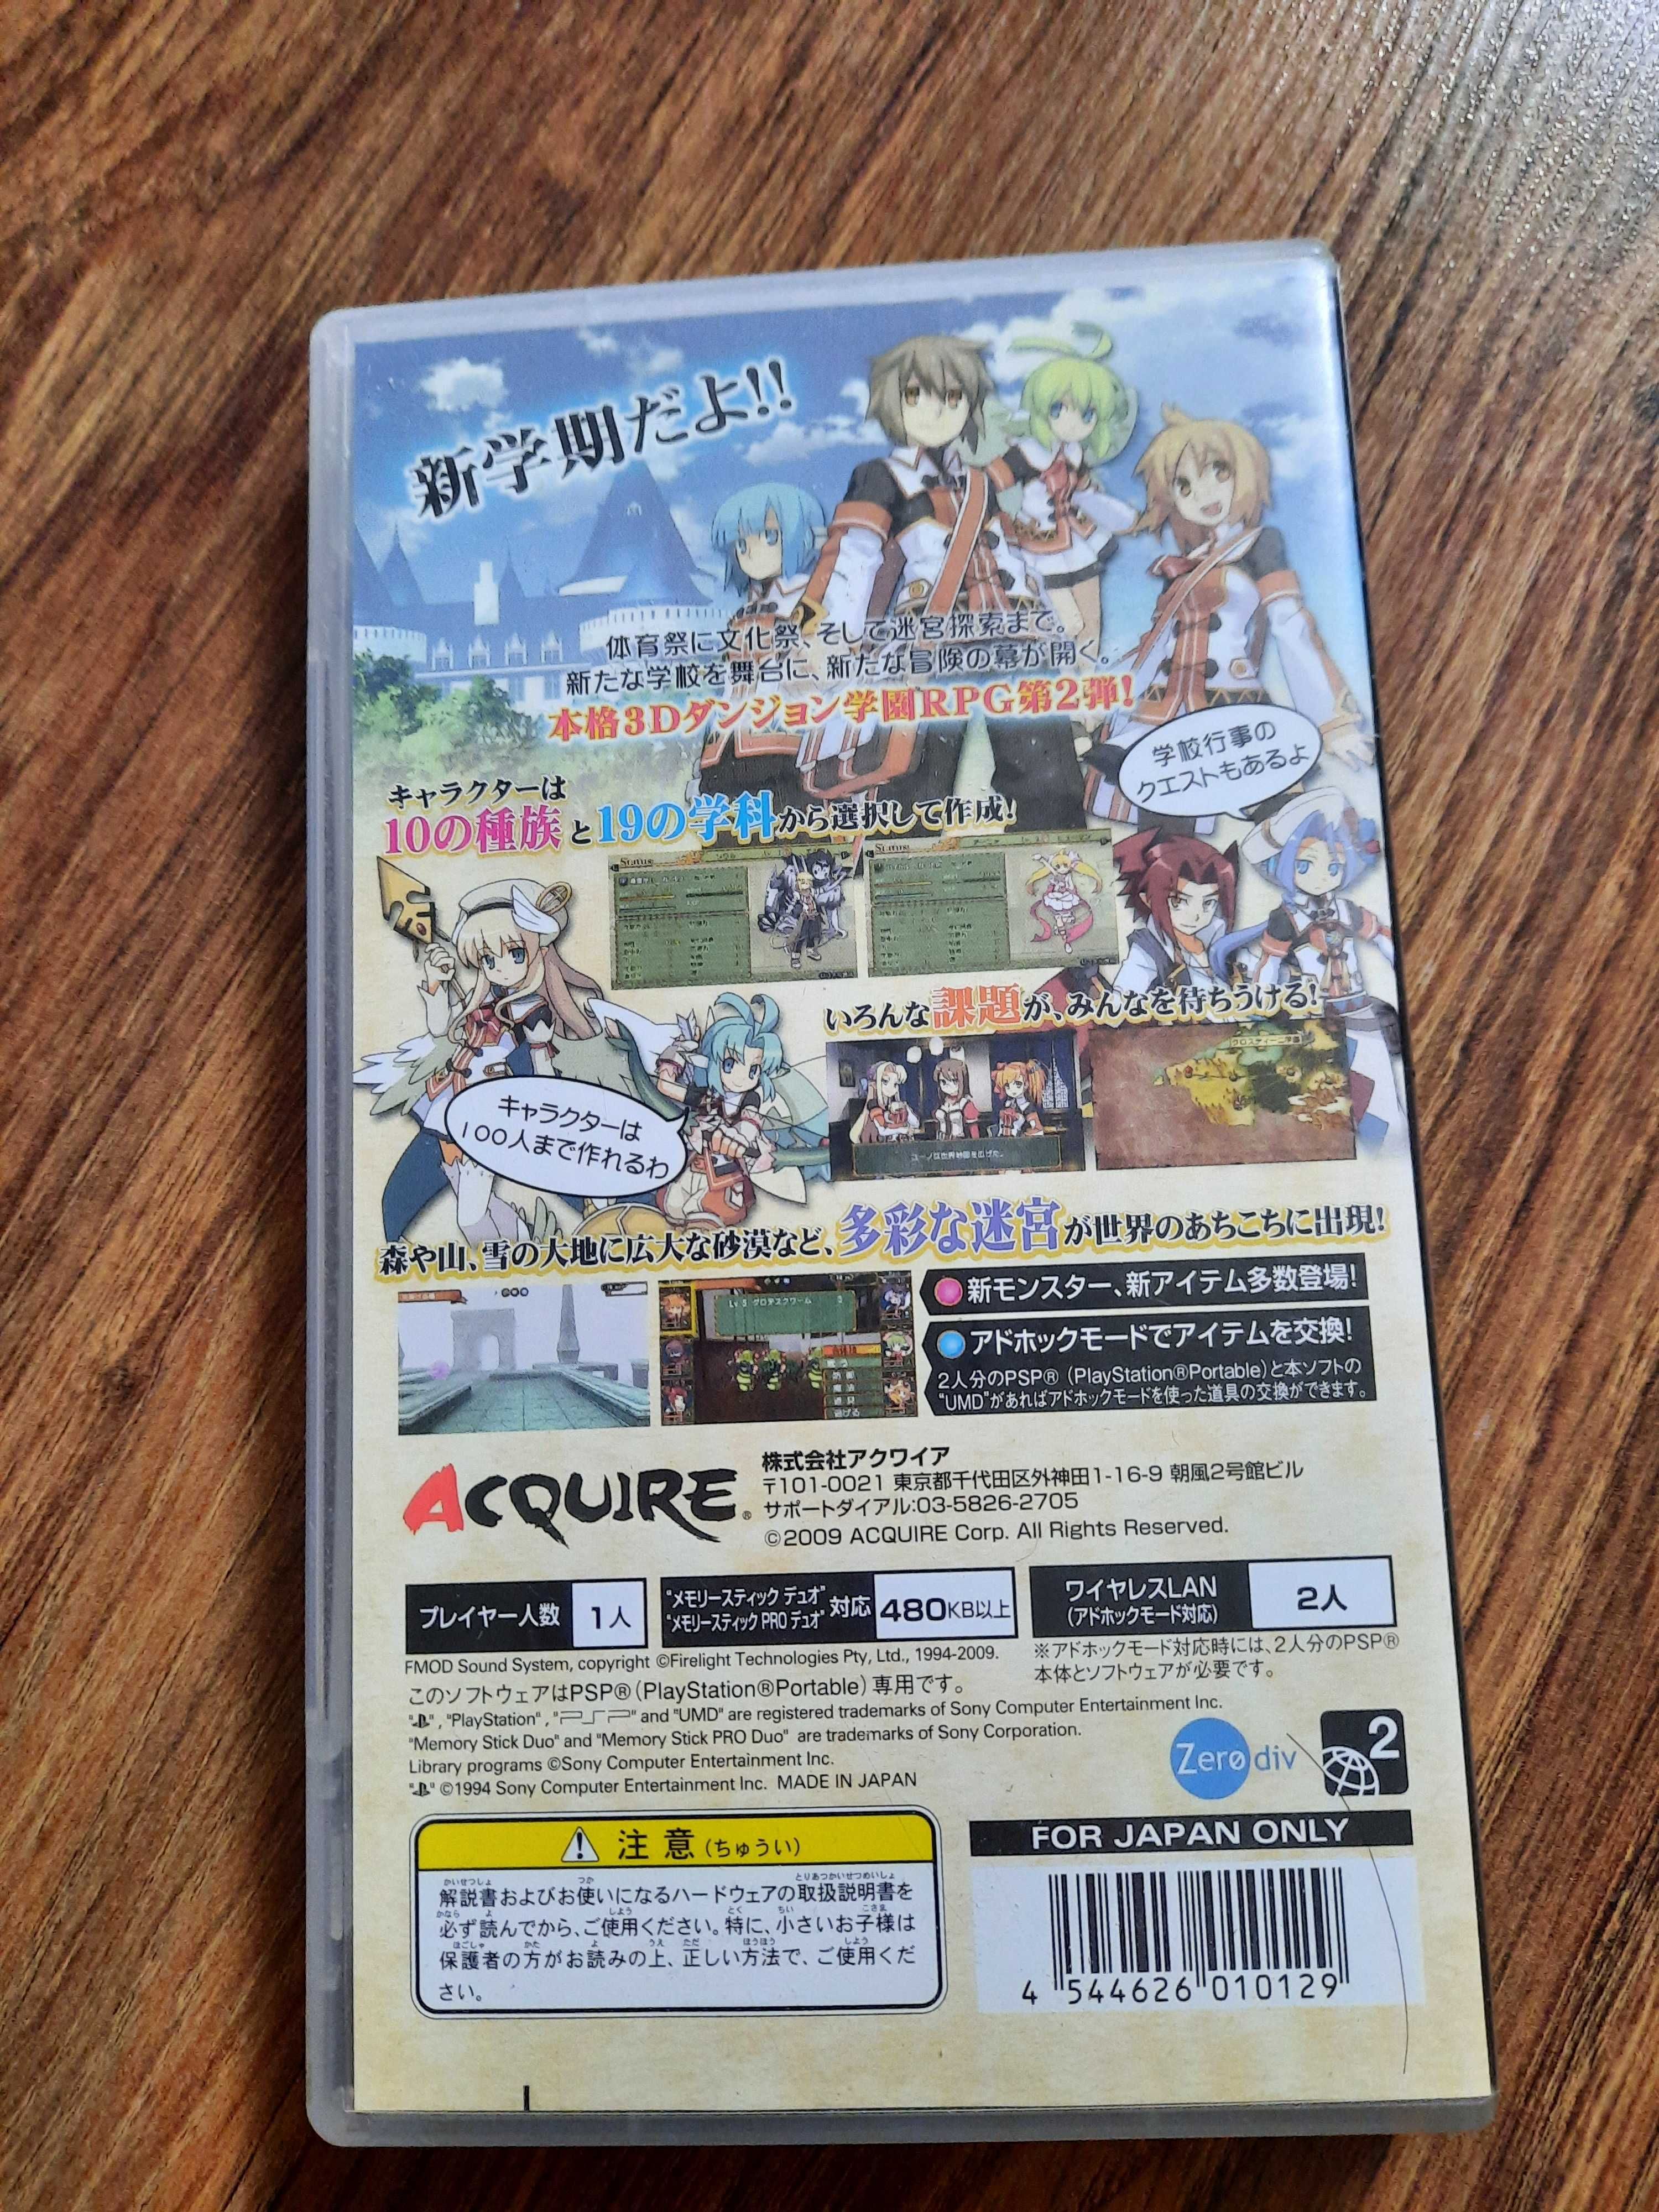 新学期だよ!!
体育祭に文化祭、そして迷宮探索まで。
新たな学校を舞台に、新たな冒険の幕が開く。
本格3Dダンジョン学園RPG第2弾!
学校行事の
クエストもあるよ
キャラクターは
10の種族と19の学科から選択して作成!
Status
Status
いろんな課題が、みんなを待ちうける!
クロスティーニ学園
キャラクターは
100人まで作れるわ
森や山、雪の大地に広大な砂漠など、多彩な迷宮が世界のあちこちに出現!
Lv 5 グロテスクワーム 3
新モンスター、新アイテム多数登場!
アドホックモードでアイテムを交換!
2人分のPSP®(PlayStation®Portable)と本ソフトの
"UMD"があればアドホックモードを使った道具の交換ができます。
ACQUIRE®
株式会社アクワイア
〒101-0021 東京都千代田区外神田1-16-9 朝風2号館ビル
サポートダイアル:03-5826-2705
©2009 ACQUIRE Corp. All Rights Reserved.
プレイヤー人数 1人
"メモリースティック デュオ"
"メモリースティック PRO デュオ" 対応 480KB以上
ワイヤレスLAN
(アドホックモード対応) 2人
※アドホックモード対応時には、2人分のPSP®
本体とソフトウェアが必要です。
FMOD Sound System, copyright ©Firelight Technologies Pty, Ltd., 1994-2009.
このソフトウェアはPSP®(PlayStation®Portable)専用です。
"PS", "PlayStation", "PSP" and "UMD" are registered trademarks of Sony Computer Entertainment Inc.
"Memory Stick Duo" and "Memory Stick PRO Duo" are trademarks of Sony Corporation.
Library programs ©Sony Computer Entertainment Inc.
"PS" ©1994 Sony Computer Entertainment Inc. MADE IN JAPAN
Zerodiv
2
注意(ちゅうい)
解説書およびお使いになるハードウェアの取扱説明書を
必ず読んでから、ご使用ください。特に、小さいお子様は
保護者の方がお読みの上、正しい方法で、ご使用くだ
さい。
FOR JAPAN ONLY
4 544626 010129